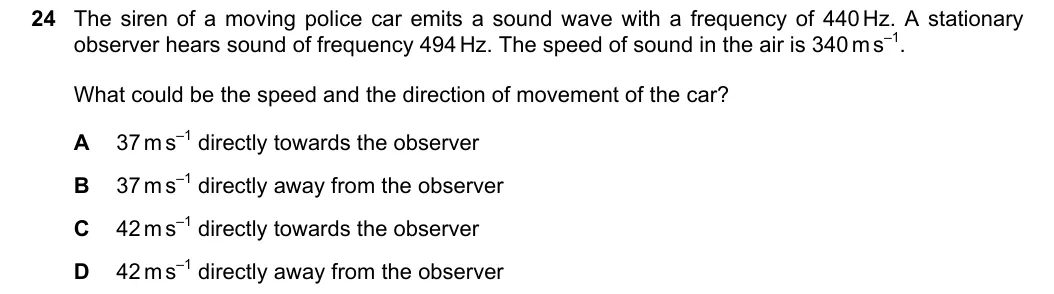 24 The siren of a moving police car emits a sound wave with a frequency of 440 Hz. A stationary
observer hears sound of frequency 494 Hz. The speed of sound in the air is 340 m s⁻¹.
What could be the speed and the direction of movement of the car?
A 37 m s⁻¹ directly towards the observer
B 37 m s⁻¹ directly away from the observer
C 42 m s⁻¹ directly towards the observer
D 42 m s⁻¹ directly away from the observer